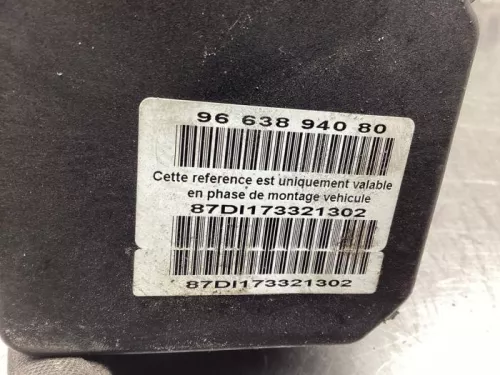 96 638 940 80
Cette reference est uniquement valable
en phase de montage vehicule
87DI173321302
87DI173321302